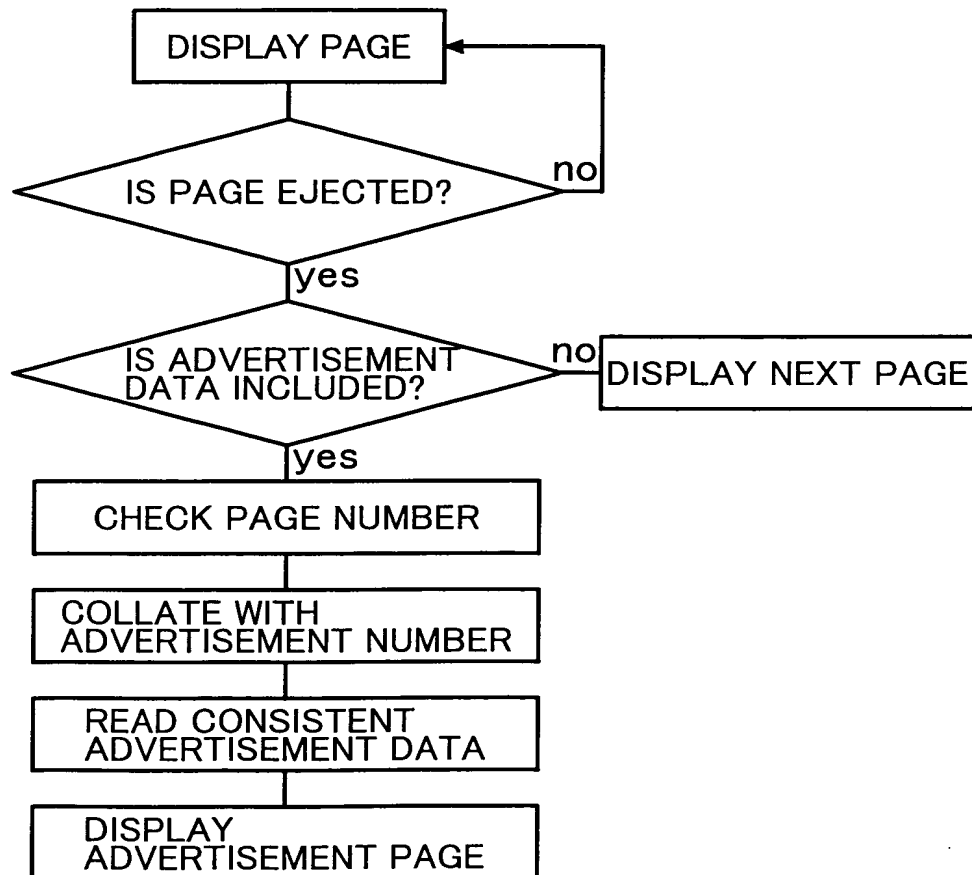 DISPLAY PAGE
no
IS PAGE EJECTED?
yes
IS ADVERTISEMENT
DATA INCLUDED?
no
DISPLAY NEXT PAGE
yes
CHECK PAGE NUMBER
COLLATE WITH
ADVERTISEMENT NUMBER
READ CONSISTENT
ADVERTISEMENT DATA
DISPLAY
ADVERTISEMENT PAGE